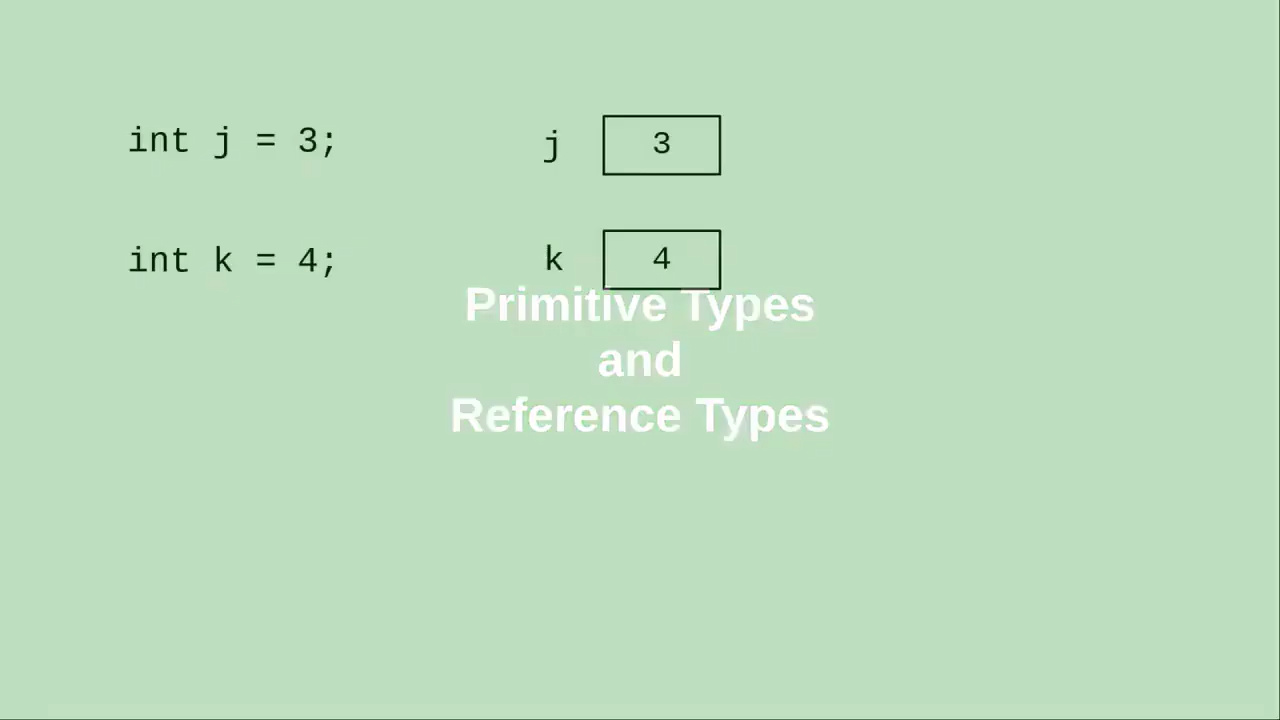 int j = 3;
j 3
int k = 4;
k 4
Primitive Types
and
Reference Types